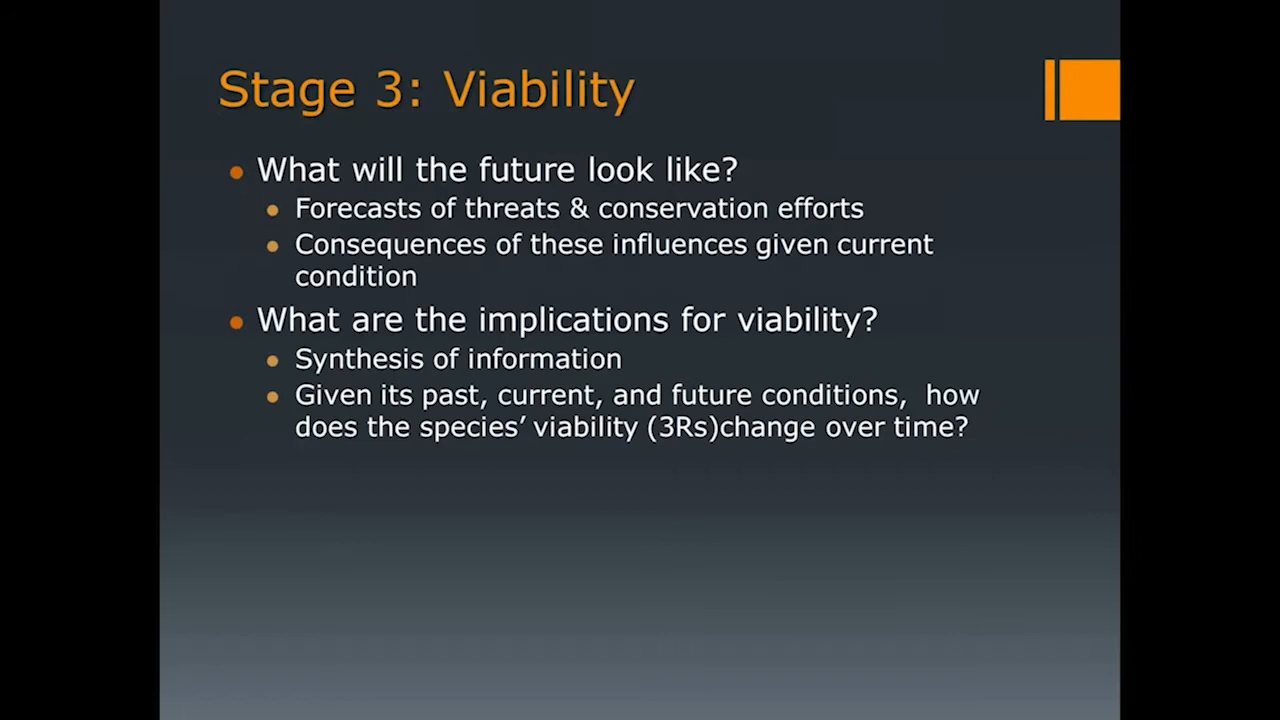 Stage 3: Viability
What will the future look like?
Forecasts of threats & conservation efforts
Consequences of these influences given current
condition
What are the implications for viability?
Synthesis of information
Given its past, current, and future conditions,  how
does the species’ viability (3Rs)change over time?